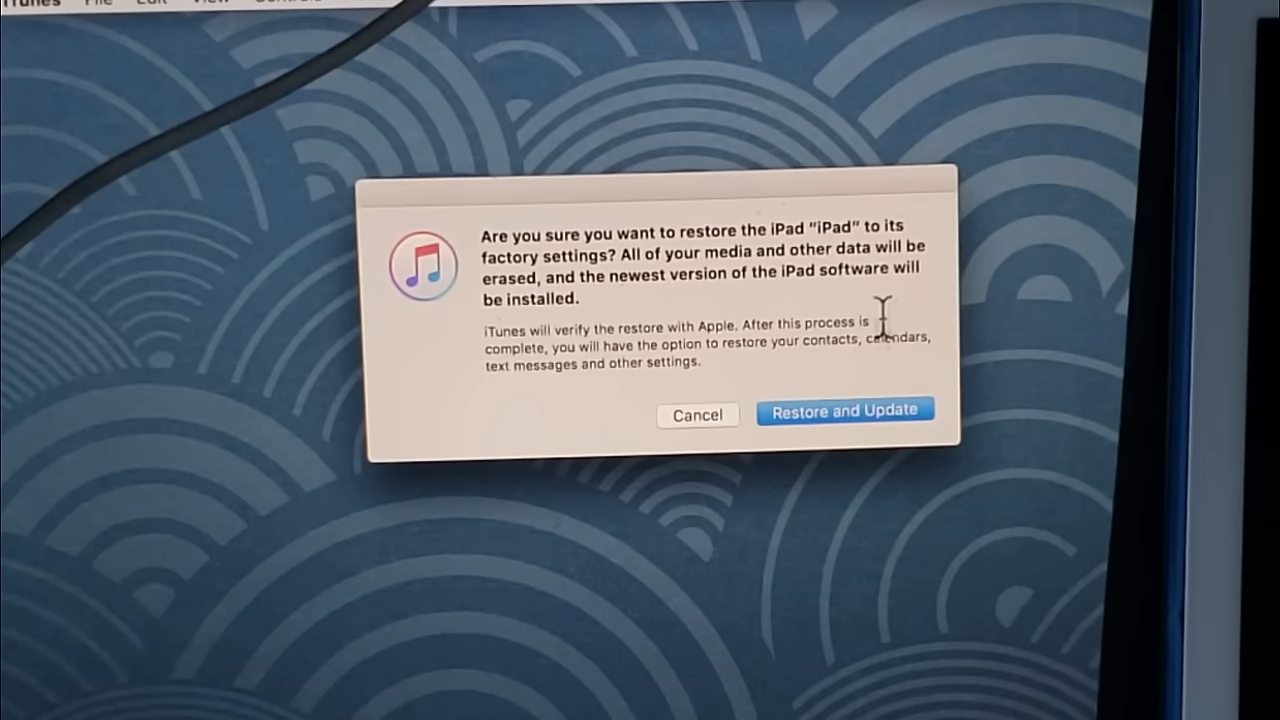 iTunes File Edit View
Are you sure you want to restore the iPad "iPad" to its
factory settings? All of your media and other data will be
erased, and the newest version of the iPad software will
be installed.
iTunes will verify the restore with Apple. After this process is
complete, you will have the option to restore your contacts, calendars,
text messages and other settings.
Cancel Restore and Update